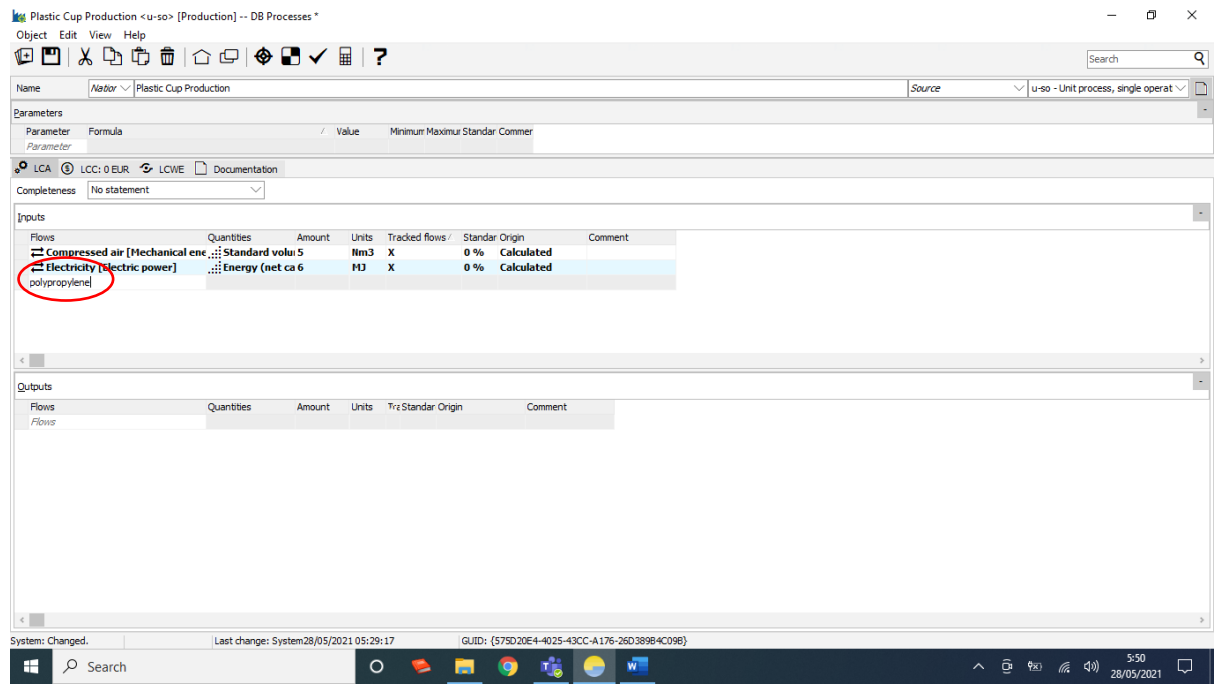 Plastic Cup Production <u-so> [Production] -- DB Processes *
Object Edit View Help
Search
Name Nation Plastic Cup Production Source u-so - Unit process, single operat
Parameters
Parameter Formula Value Minimum Maximum Standar Commer
Parameter
LCA LCC: 0 EUR LCWE Documentation
Completeness No statement
Inputs
Flows Quantities Amount Units Tracked flows Standar Origin Comment
Compressed air [Mechanical ene Standard volu 5 Nm3 X 0 % Calculated
Electricity [Electric power] Energy (net ca 6 MJ X 0 % Calculated
polypropylene
Outputs
Flows Quantities Amount Units Tra Standar Origin Comment
Flows
System: Changed. Last change: System28/05/2021 05:29:17 GUID: {575D20E4-4025-43CC-A176-26D389B4C09B}
Search
5:50
28/05/2021